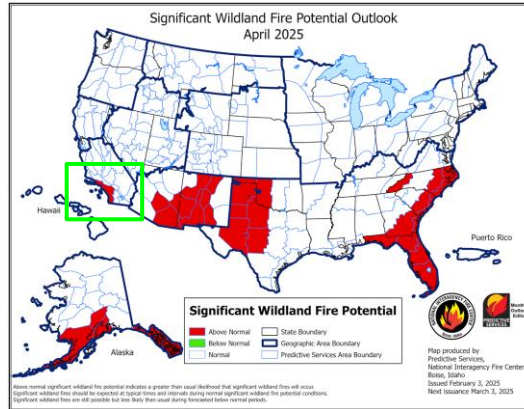 Significant Wildland Fire Potential Outlook
April 2025
Hawaii
Puerto Rico
Alaska
Significant Wildland Fire Potential
Above Normal
Below Normal
Normal
State Boundary
Geographic Area Boundary
Predictive Services Area Boundary
PREDICTIVE
SERVICES
Map produced by
Predictive Services,
National Interagency Fire Center
Boise, Idaho
Issued February 3, 2025
Next issuance March 3, 2025
Above normal significant wildland fire potential indicates a greater than usual likelihood that significant wildland fires will occur.
Significant wildland fires should be expected at typical times and intervals during normal significant wildland fire potential conditions.
Significant wildland fires are still possible but less likely than usual during forecasted below normal periods.